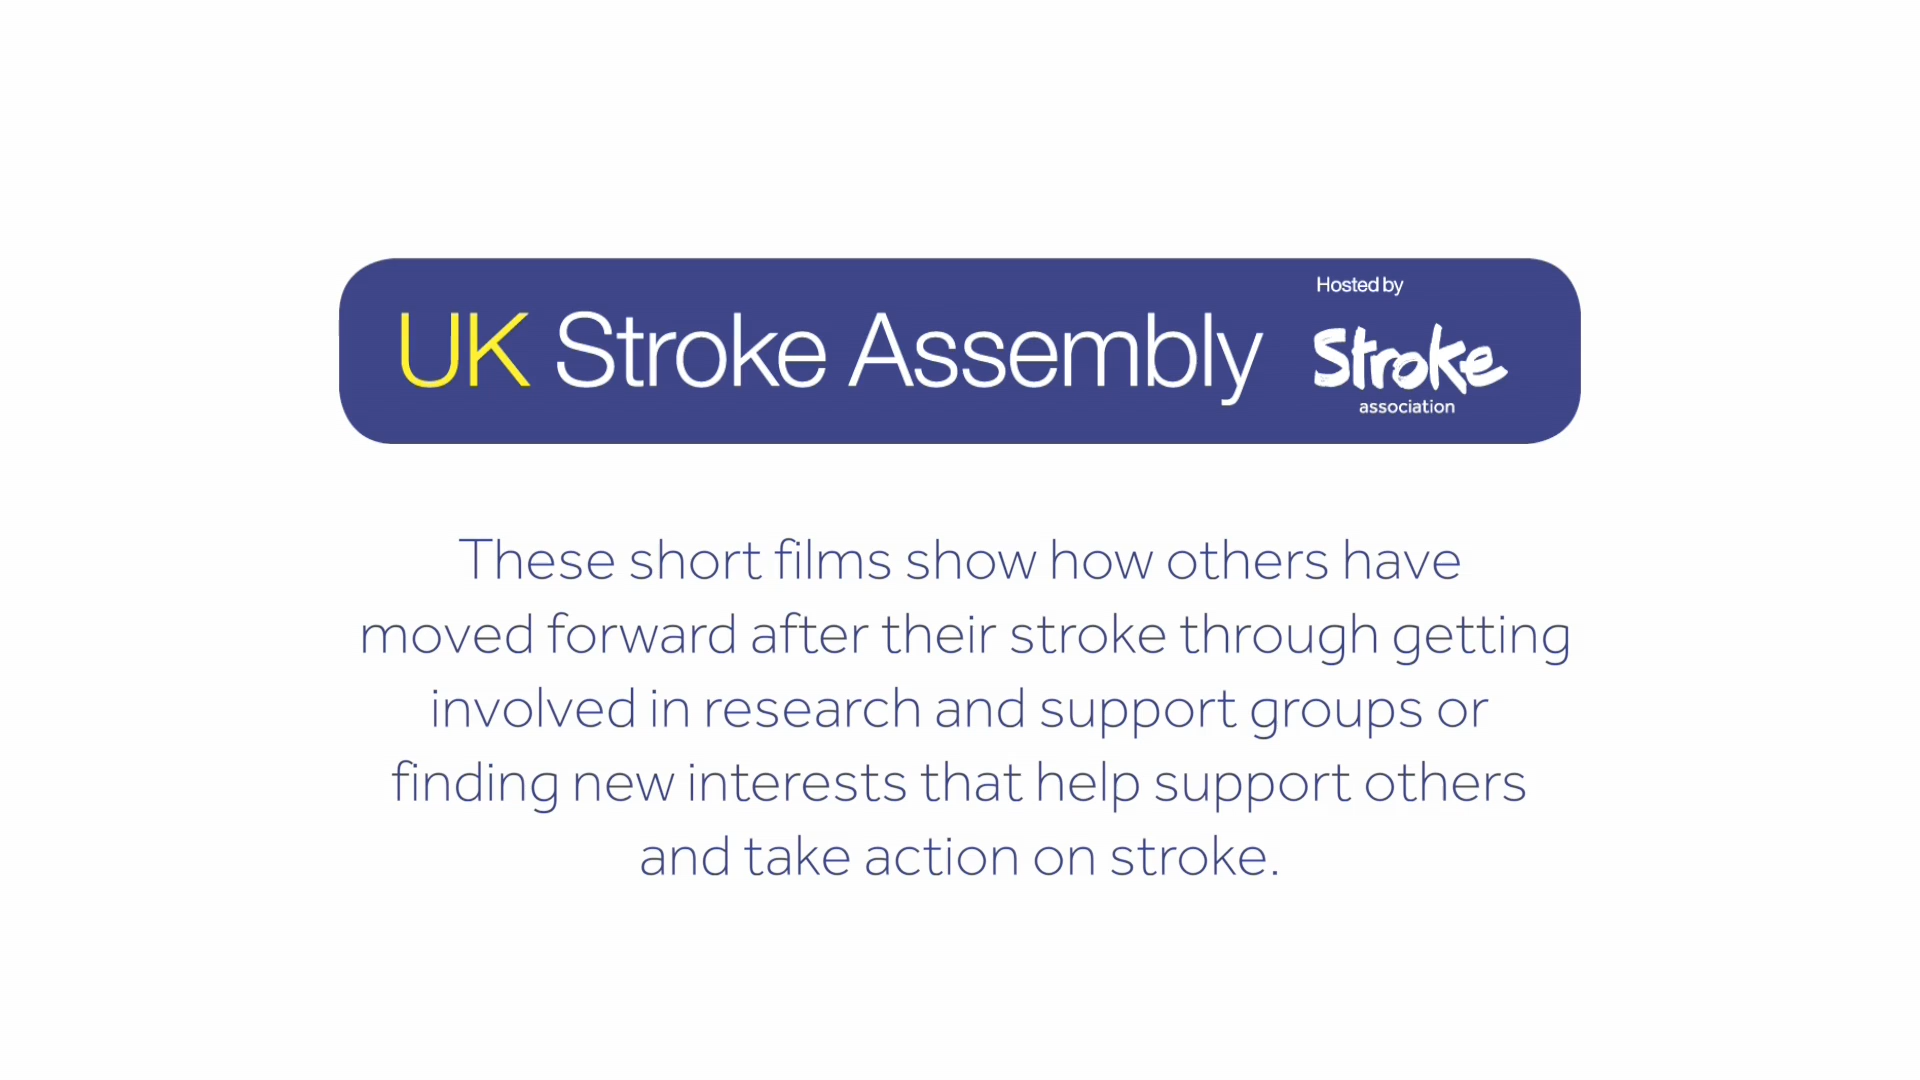 Hosted by
UK Stroke Assembly
Stroke
association
These short films show how others have
moved forward after their stroke through getting
involved in research and support groups or
finding new interests that help support others
and take action on stroke.